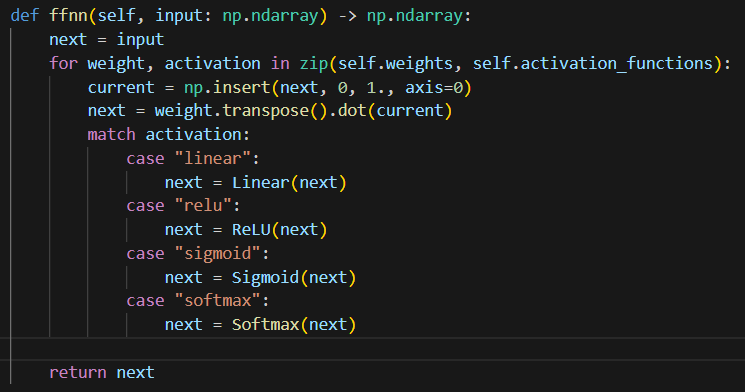 def ffnn(self, input: np.ndarray) -> np.ndarray:
    next = input
    for weight, activation in zip(self.weights, self.activation_functions):
        current = np.insert(next, 0, 1., axis=0)
        next = weight.transpose().dot(current)
        match activation:
            case "linear":
                next = Linear(next)
            case "relu":
                next = ReLU(next)
            case "sigmoid":
                next = Sigmoid(next)
            case "softmax":
                next = Softmax(next)
    return next